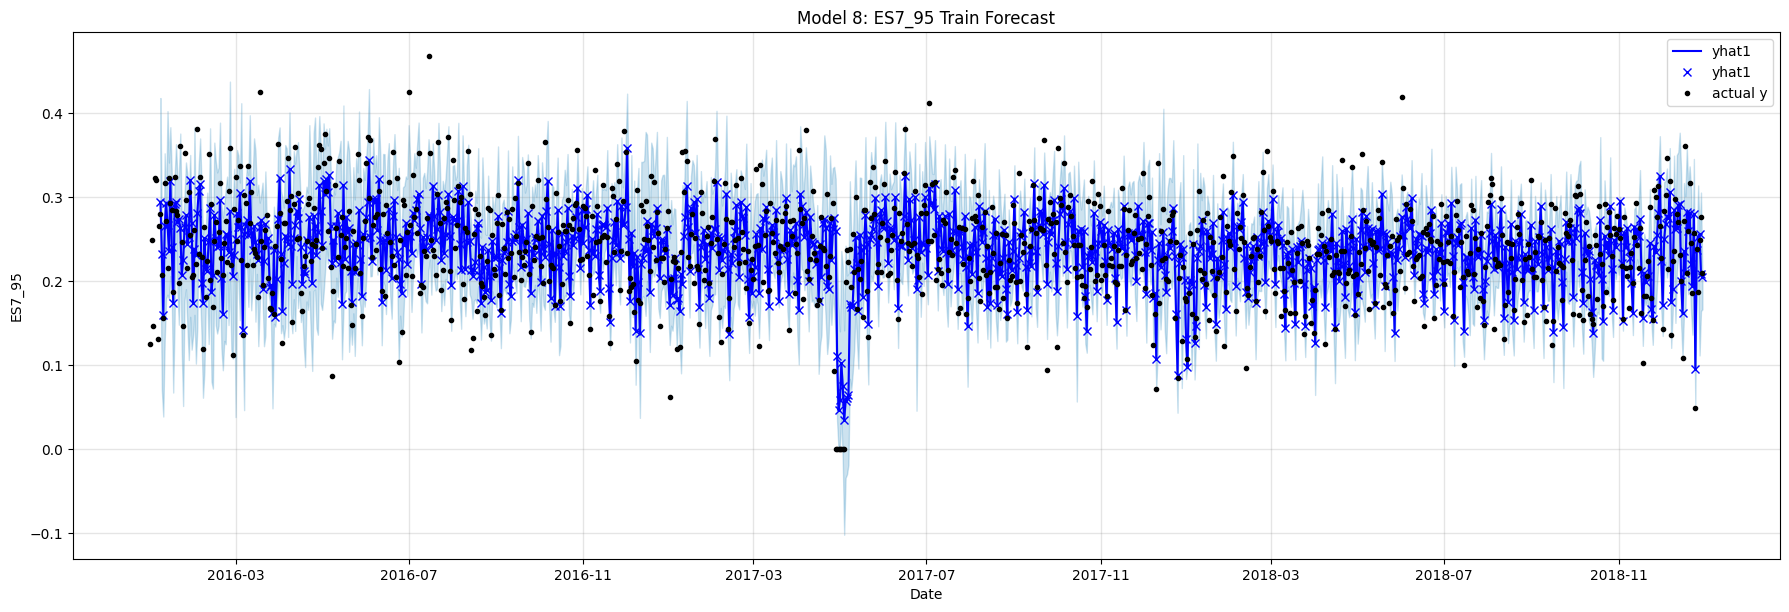 Model 8: ES7_95 Train Forecast
yhat1
yhat1
actual y
ES7_95
0.4
0.3
0.2
0.1
0.0
−0.1
2016-03
2016-07
2016-11
2017-03
2017-07
2017-11
2018-03
2018-07
2018-11
Date